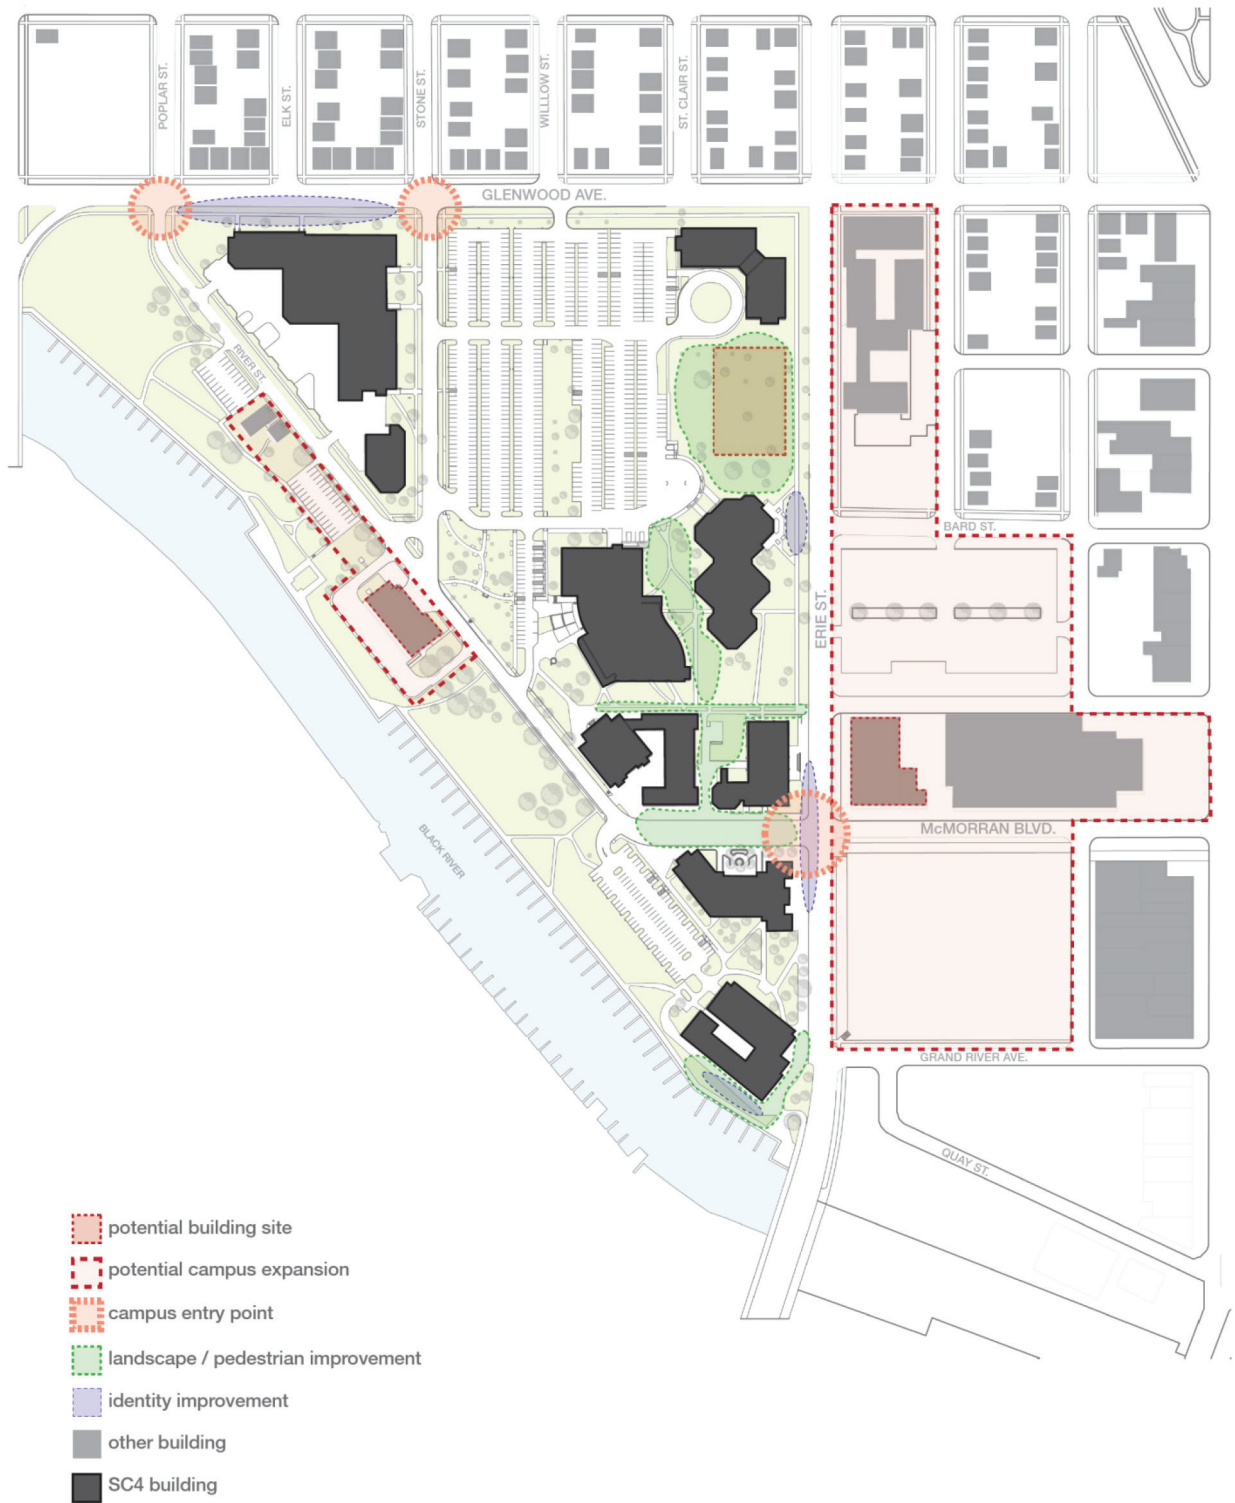 POPLAR ST.
ELK ST.
STONE ST.
WILLLOW ST.
ST. CLAIR ST.
GLENWOOD AVE.
RIVER ST.
BARD ST.
ERIE ST.
McMORRAN BLVD.
BLACK RIVER
GRAND RIVER AVE.
QUAY ST.
potential building site
potential campus expansion
campus entry point
landscape / pedestrian improvement
identity improvement
other building
SC4 building